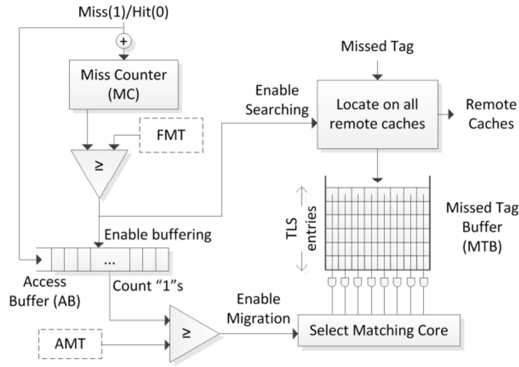 Miss(1)/Hit(0)
+
Miss Counter
(MC)
FMT
≥
Enable buffering
...
Access
Buffer (AB)
Count "1"s
AMT
≥
Enable
Migration
Select Matching Core
Enable
Searching
Missed Tag
Locate on all
remote caches
Remote
Caches
TLS
entries
Missed Tag
Buffer
(MTB)